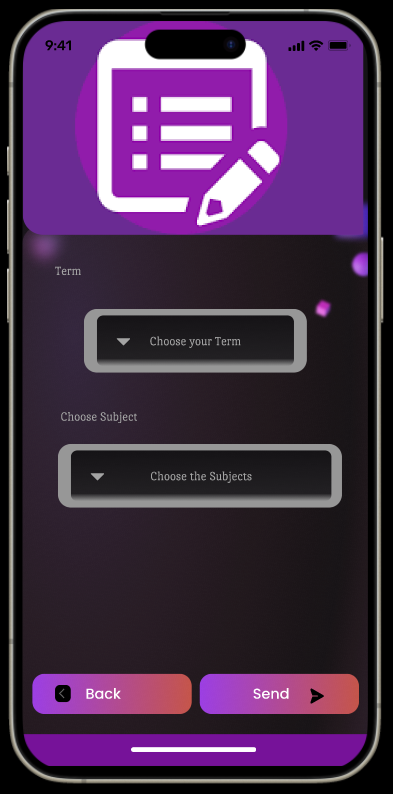 9:41
Term
Choose your Term
Choose Subject
Choose the Subjects
Back
Send